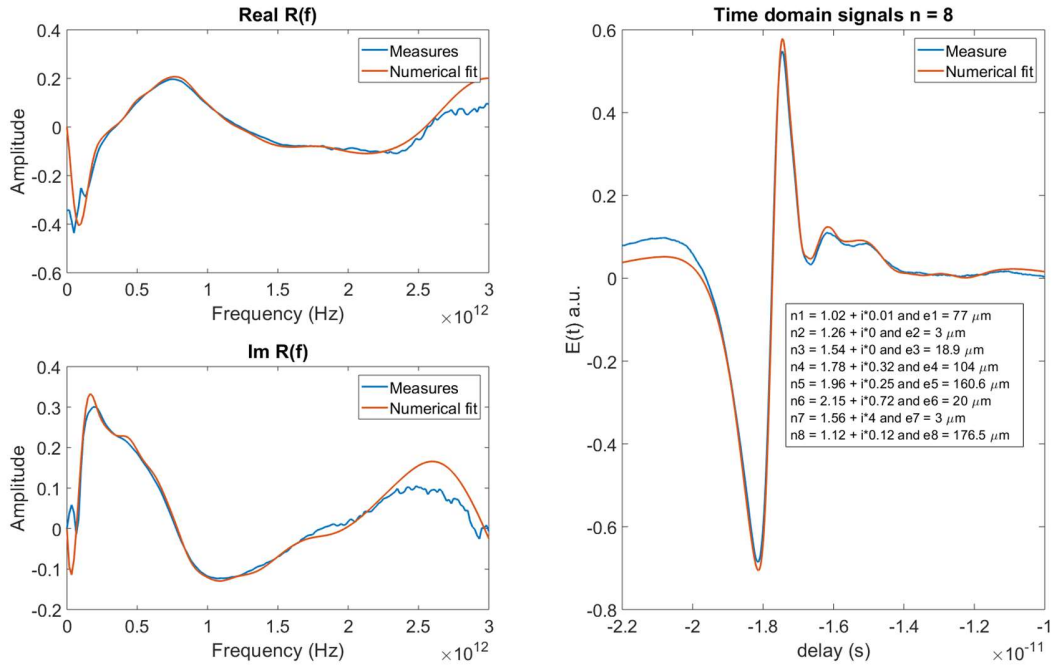 Real R(f)
0.4
0.2
0
-0.2
-0.4
-0.6
Amplitude
Measures
Numerical fit
0 0.5 1 1.5 2 2.5 3
Frequency (Hz)
×10^12
Im R(f)
0.4
0.3
0.2
0.1
0
-0.1
-0.2
Amplitude
Measures
Numerical fit
0 0.5 1 1.5 2 2.5 3
Frequency (Hz)
×10^12
Time domain signals n = 8
0.6
0.4
0.2
0
-0.2
-0.4
-0.6
-0.8
E(t) a.u.
Measure
Numerical fit
n1 = 1.02 + i*0.01 and e1 = 77 μm
n2 = 1.26 + i*0 and e2 = 3 μm
n3 = 1.54 + i*0 and e3 = 18.9 μm
n4 = 1.78 + i*0.32 and e4 = 104 μm
n5 = 1.96 + i*0.25 and e5 = 160.6 μm
n6 = 2.15 + i*0.72 and e6 = 20 μm
n7 = 1.56 + i*4 and e7 = 3 μm
n8 = 1.12 + i*0.12 and e8 = 176.5 μm
-2.2 -2 -1.8 -1.6 -1.4 -1.2 -1
delay (s)
×10^-11